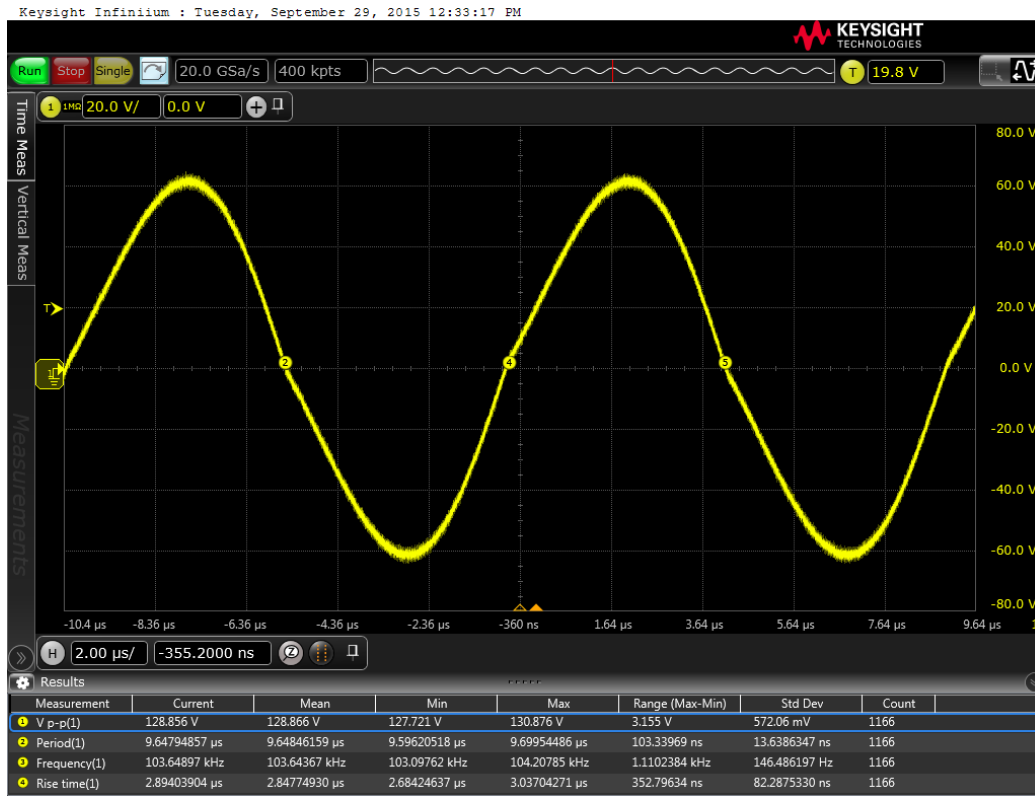 Keysight Infiniium : Tuesday, September 29, 2015 12:33:17 PM
KEYSIGHT
TECHNOLOGIES
Run Stop Single 20.0 GSa/s 400 kpts T 19.8 V
1 1MΩ 20.0 V/ 0.0 V +
Time Meas
Vertical Meas
Measurements
80.0 V
60.0 V
40.0 V
T 20.0 V
2 4 5
1 0.0 V
-20.0 V
-40.0 V
-60.0 V
-80.0 V
-10.4 µs -8.36 µs -6.36 µs -4.36 µs -2.36 µs -360 ns 1.64 µs 3.64 µs 5.64 µs 7.64 µs 9.64 µs
H 2.00 µs/ -355.2000 ns Z
Results
Measurement Current Mean Min Max Range (Max-Min) Std Dev Count
1 V p-p(1) 128.856 V 128.866 V 127.721 V 130.876 V 3.155 V 572.06 mV 1166
2 Period(1) 9.64794857 µs 9.64846159 µs 9.59620518 µs 9.69954486 µs 103.33969 ns 13.6386347 ns 1166
3 Frequency(1) 103.64897 kHz 103.64367 kHz 103.09762 kHz 104.20785 kHz 1.1102384 kHz 146.486197 Hz 1166
4 Rise time(1) 2.89403904 µs 2.84774930 µs 2.68424637 µs 3.03704271 µs 352.79634 ns 82.2875330 ns 1166